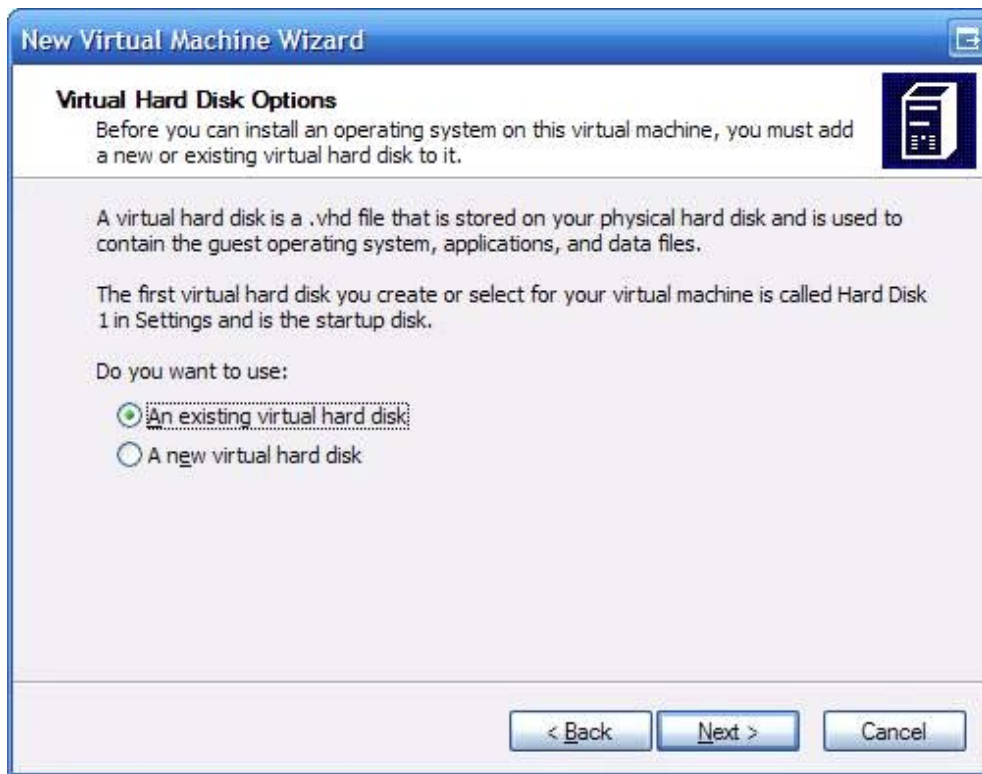 New Virtual Machine Wizard
Virtual Hard Disk Options
Before you can install an operating system on this virtual machine, you must add
a new or existing virtual hard disk to it.
A virtual hard disk is a .vhd file that is stored on your physical hard disk and is used to
contain the guest operating system, applications, and data files.
The first virtual hard disk you create or select for your virtual machine is called Hard Disk
1 in Settings and is the startup disk.
Do you want to use:
An existing virtual hard disk
A new virtual hard disk
< Back Next > Cancel